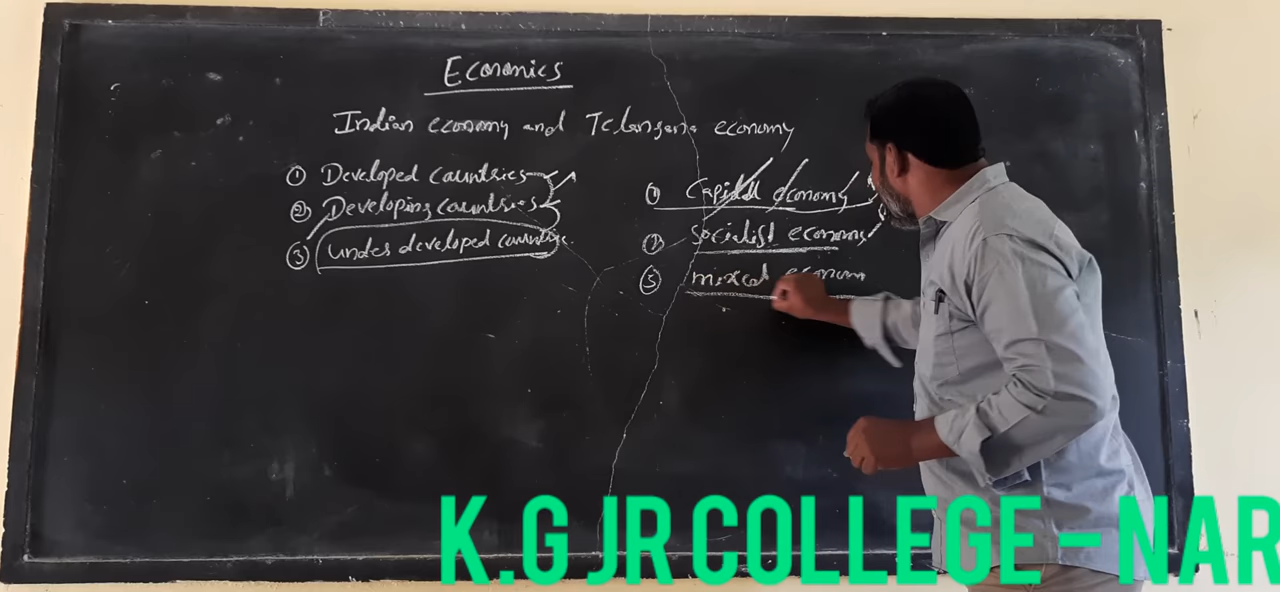 Economics
Indian economy and Telangana economy
① Developed countries
② Developing countries
③ under developed countries
① Capital economy
② Socialist economy
③ mixed econom
K.G JR COLLEGE - NAR